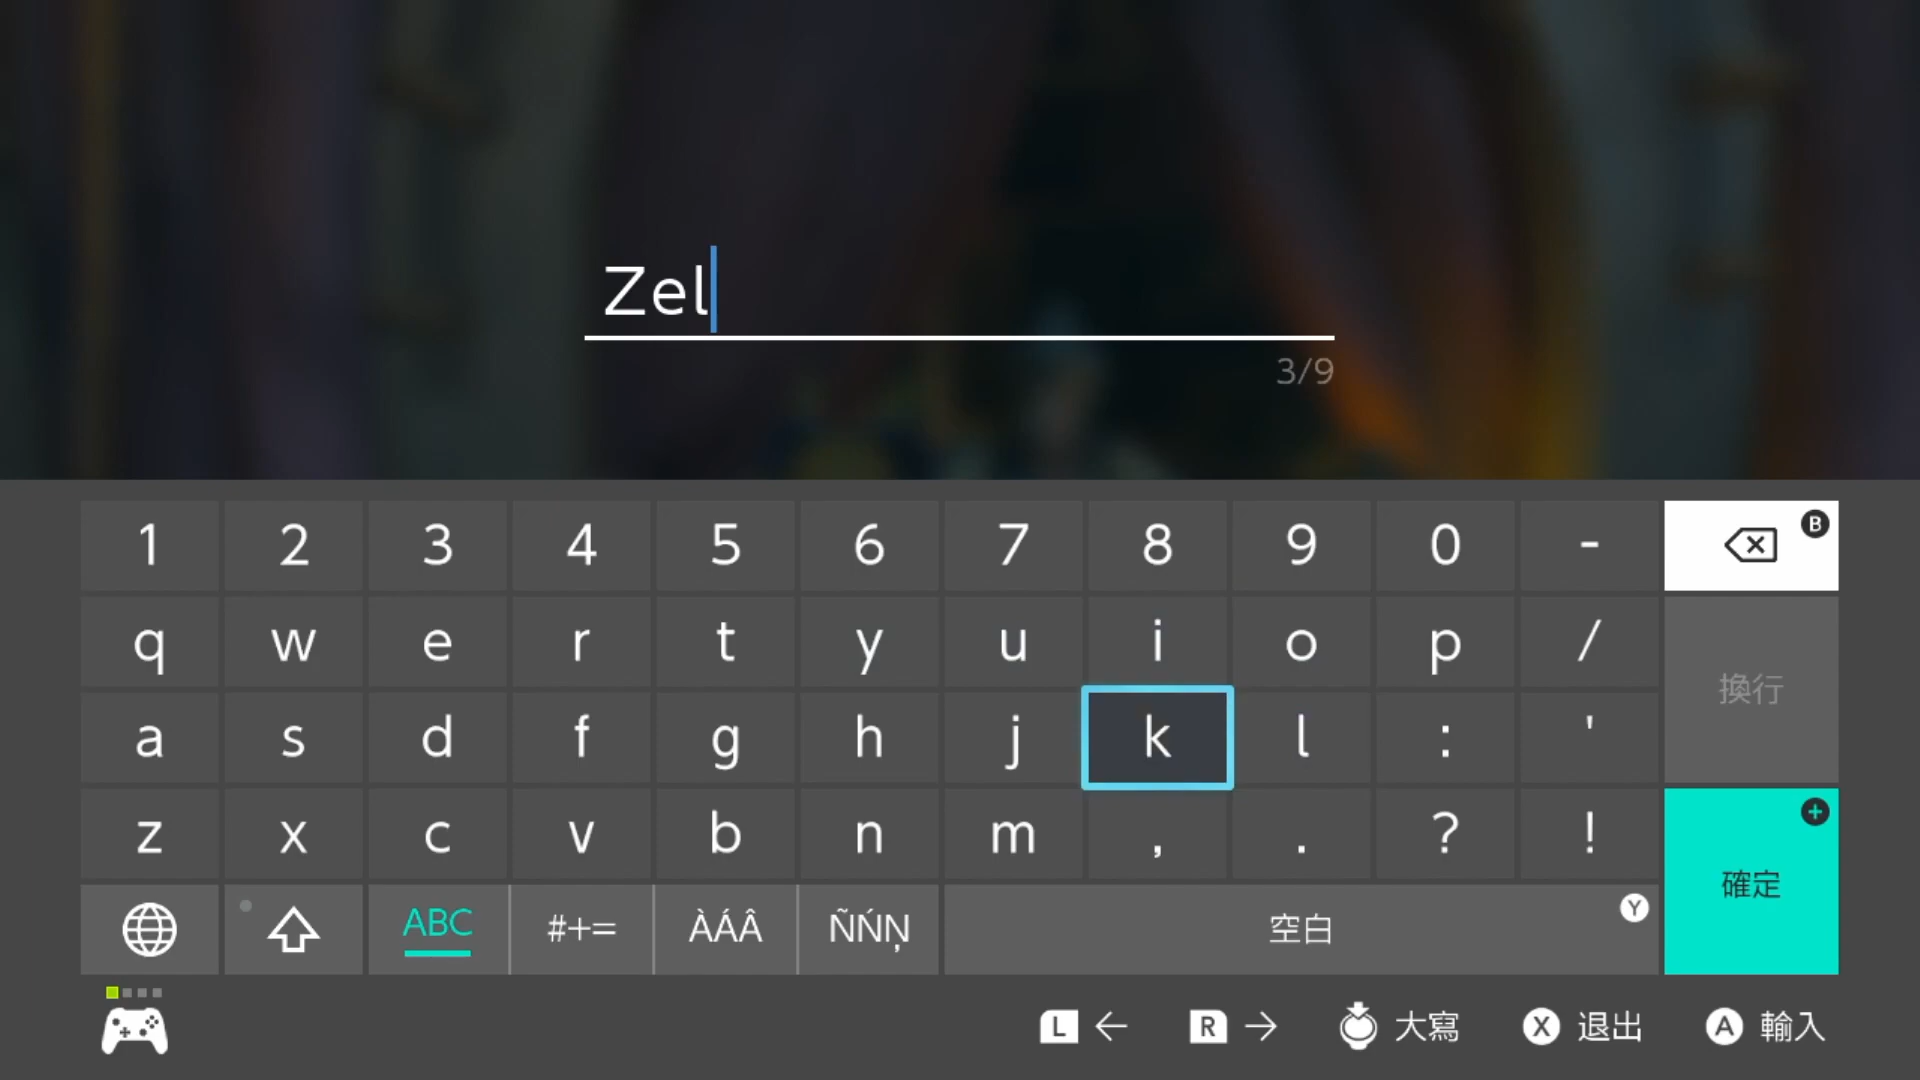 Zel
3/9
1 2 3 4 5 6 7 8 9 0 - B
q w e r t y u i o p / 換行
a s d f g h j k l : '
z x c v b n m , . ? ! + 確定
ABC #+= ÀÁÂ ÑŃŅ 空白 Y
L ← R → 大寫 X 退出 A 輸入